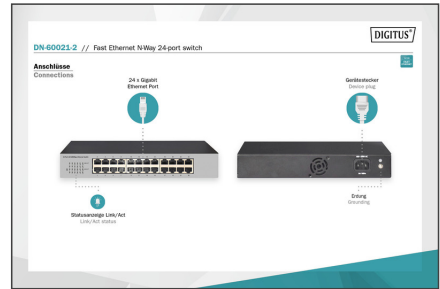 DIGITUS®
DN-60021-2 // Fast Ethernet N-Way 24-port switch
Anschlüsse
Connections
24 x Gigabit
Ethernet Port
Gerätestecker
Device plug
Statusanzeige Link/Act
Link/Act status
Erdung
Grounding